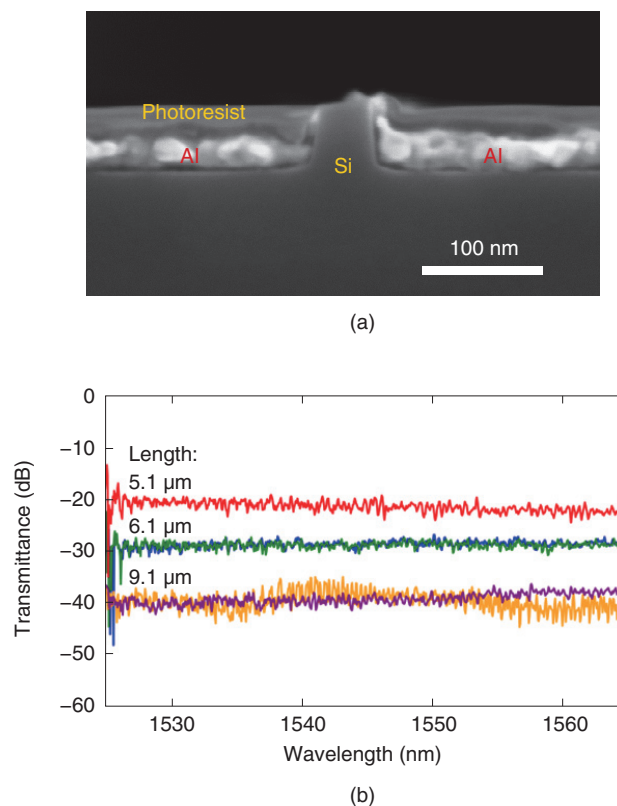 Photoresist
Al
Al
Si
100 nm
(a)
0
−10
−20
−30
−40
−50
−60
Transmittance (dB)
Length:
5.1 µm
6.1 µm
9.1 µm
1530
1540
1550
1560
Wavelength (nm)
(b)